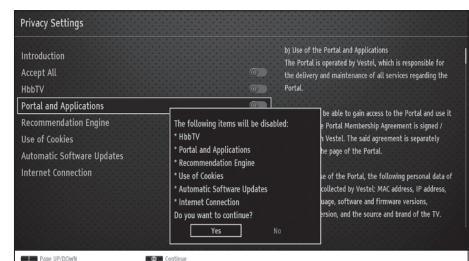 Privacy Settings
Introduction
Accept All
HbbTV
Portal and Applications
Recommendation Engine
Use of Cookies
Automatic Software Updates
Internet Connection
b) Use of the Portal and Applications
The Portal is operated by Vestel, which is responsible for
the delivery and maintenance of all services regarding the
Portal.
be able to gain access to the Portal and use it
Portal Membership Agreement is signed /
Vestel. The said agreement is separately
he page of the Portal.
se of the Portal, the following personal data of
collected by Vestel: MAC address, IP address,
uage, software and firmware versions,
ersion, and the source and brand of the TV.
The following items will be disabled:
* HbbTV
* Portal and Applications
* Recommendation Engine
* Use of Cookies
* Automatic Software Updates
* Internet Connection
Do you want to continue?
Yes No
Page UP/DOWN Continue